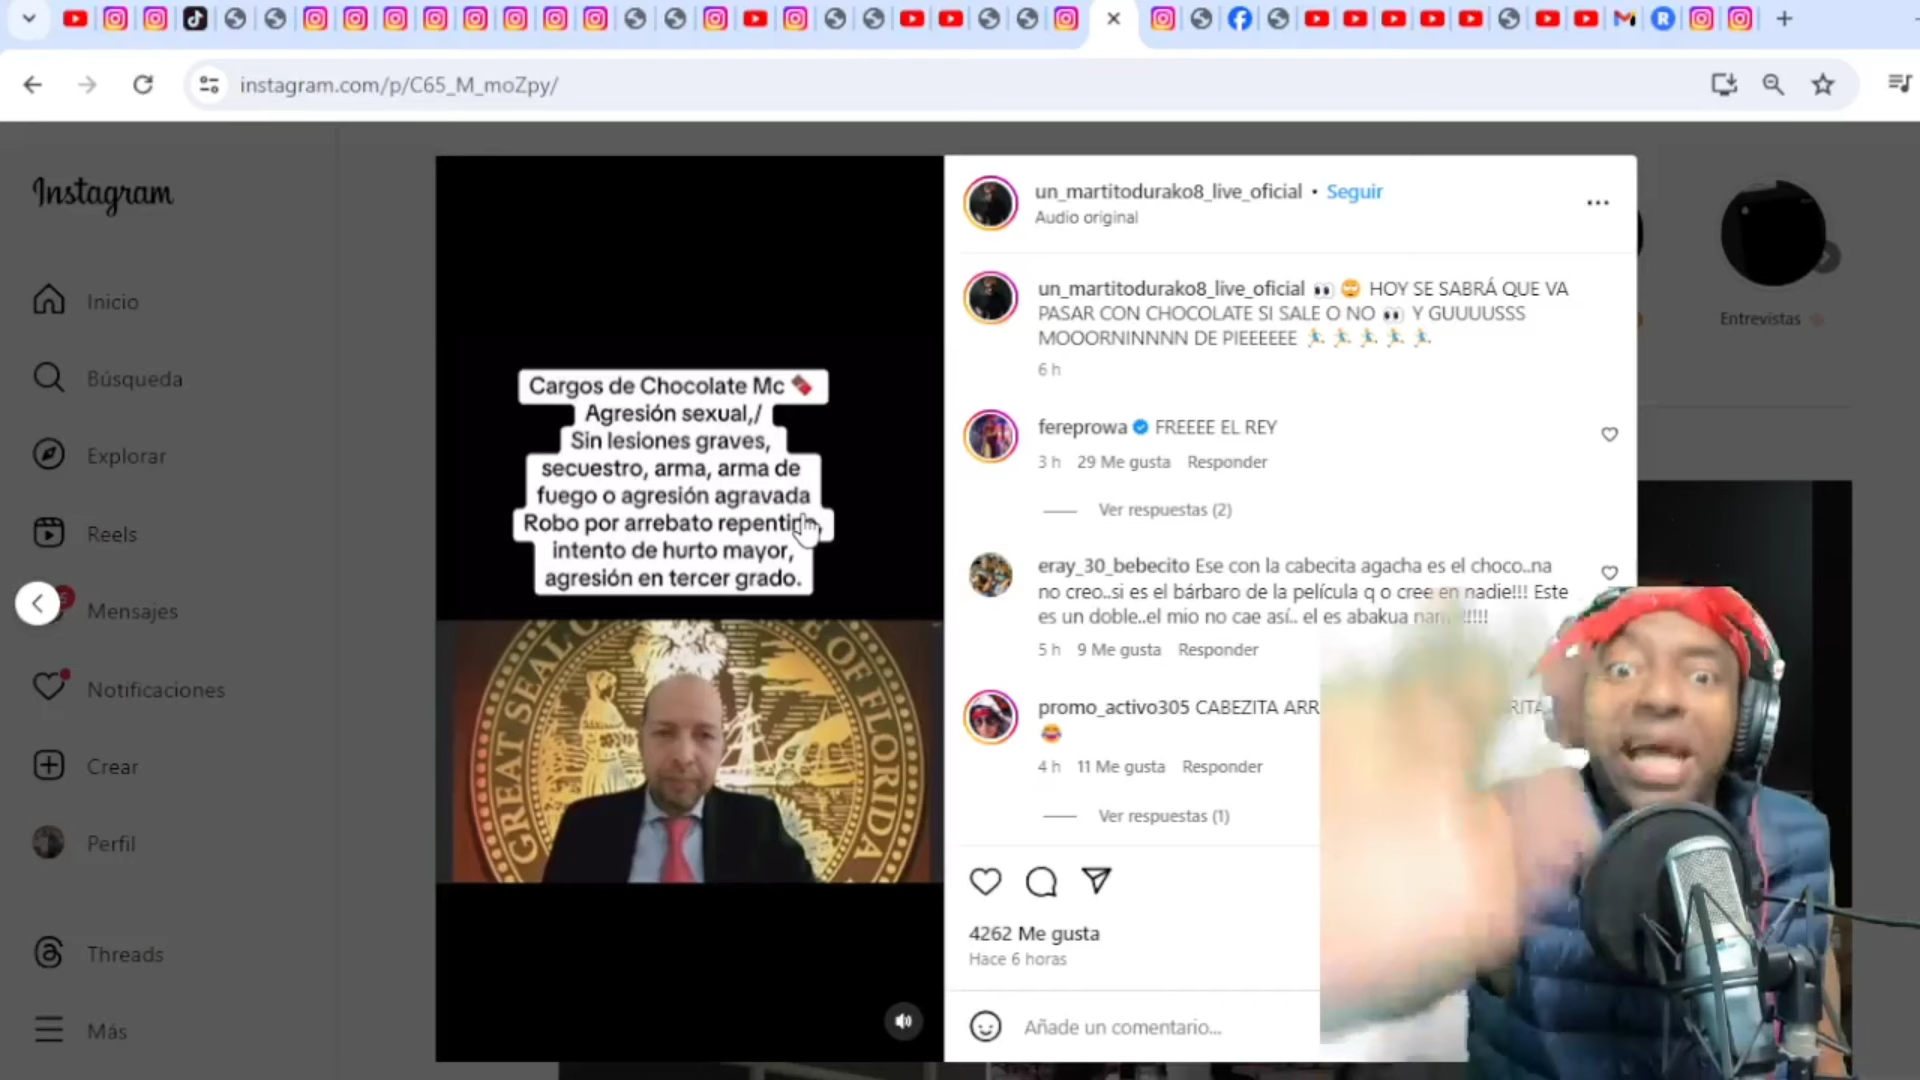 instagram.com/p/C65_M_moZpy/
Instagram
Inicio
Búsqueda
Explorar
Reels
Mensajes
Notificaciones
Crear
Perfil
Threads
Más
Cargos de Chocolate Mc
Agresión sexual,/
Sin lesiones graves,
secuestro, arma, arma de
fuego o agresión agravada
Robo por arrebato
intento de hurto mayor,
agresión en tercer grado.
GREAT SEAL OF FLORIDA
un_martitodurako8_live_oficial • Seguir
Audio original
un_martitodurako8_live_oficial 👀 🙄 HOY SE SABRÁ QUE VA
PASAR CON CHOCOLATE SI SALE O NO 👀 Y GUUUUSSS
MOOORNINNNN DE PIEEEEEE 🏃🏃🏃🏃🏃
6 h
fereprowa FREEEE EL REY
3 h 29 Me gusta Responder
Ver respuestas (2)
eray_30_bebecito Ese con la cabecita agacha es el choco..na
no creo..si es el bárbaro de la película q o cree en nadie!!! Este
es un doble..el mio no cae así.. el es abakua
5 h 9 Me gusta Responder
promo_activo305 CABEZITA
😂
4 h 11 Me gusta Responder
Ver respuestas (1)
4262 Me gusta
Hace 6 horas
Añade un comentario...
Entrevistas